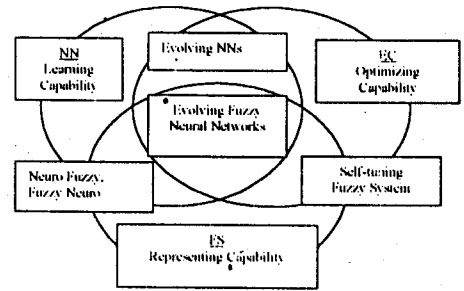 NN
Learning
Capability
Evolving NNs
EC
Optimizing
Capability
Evolving Fuzzy
Neural Networks
Neuro Fuzzy,
Fuzzy Neuro
Self-tuning
Fuzzy System
FS
Representing Capability